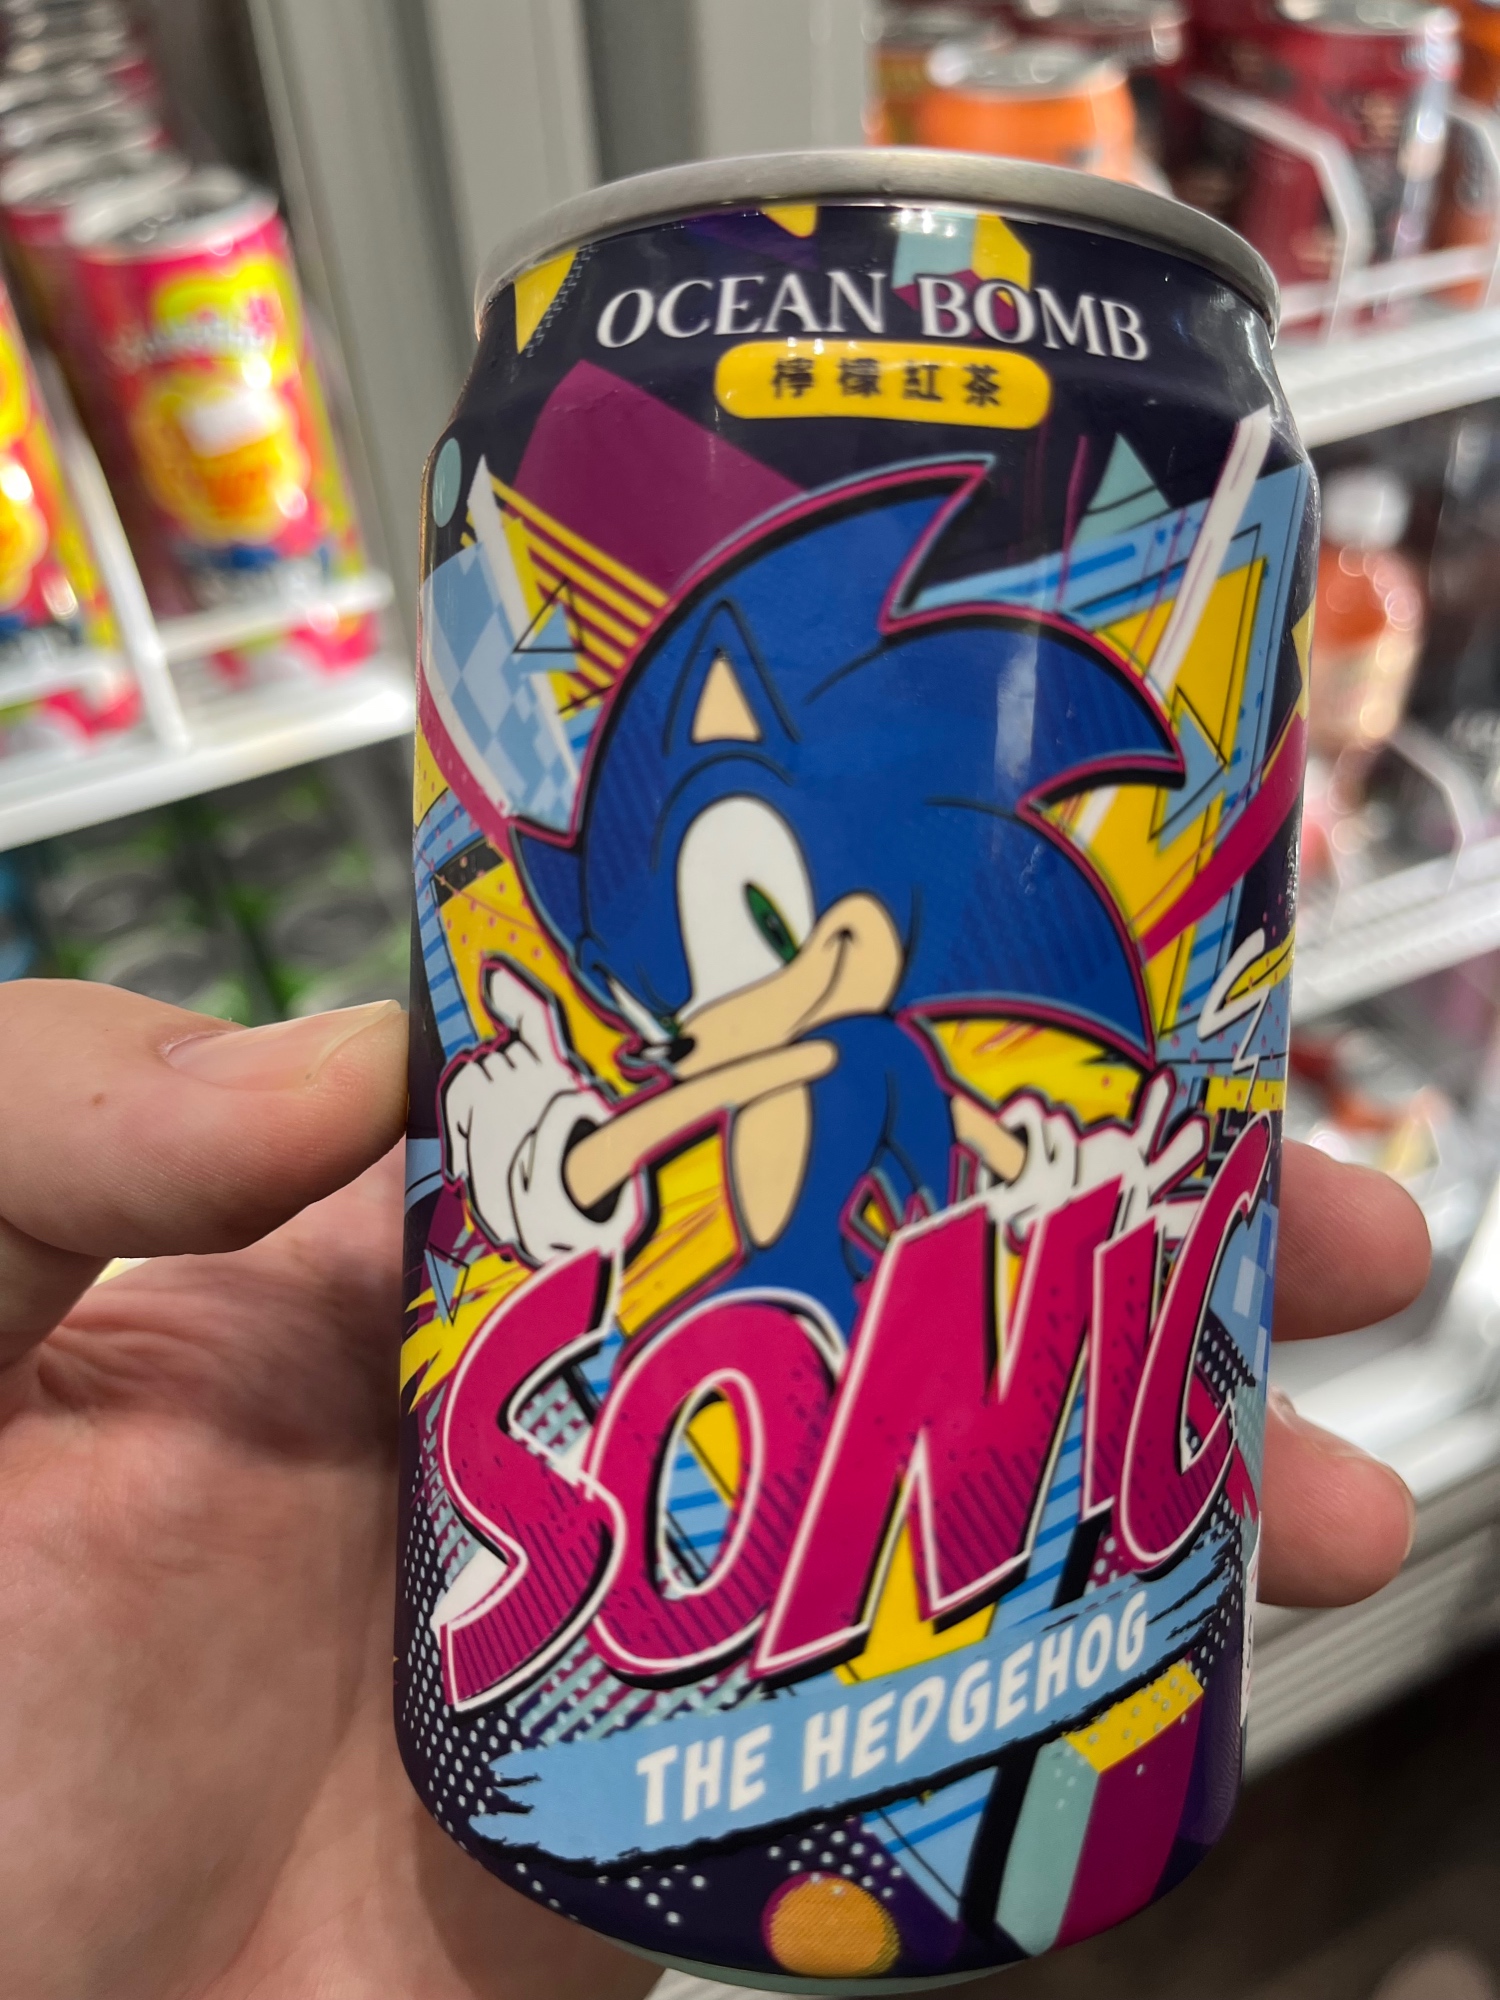 OCEAN BOMB
檸檬紅茶
SONIC
THE HEDGEHOG